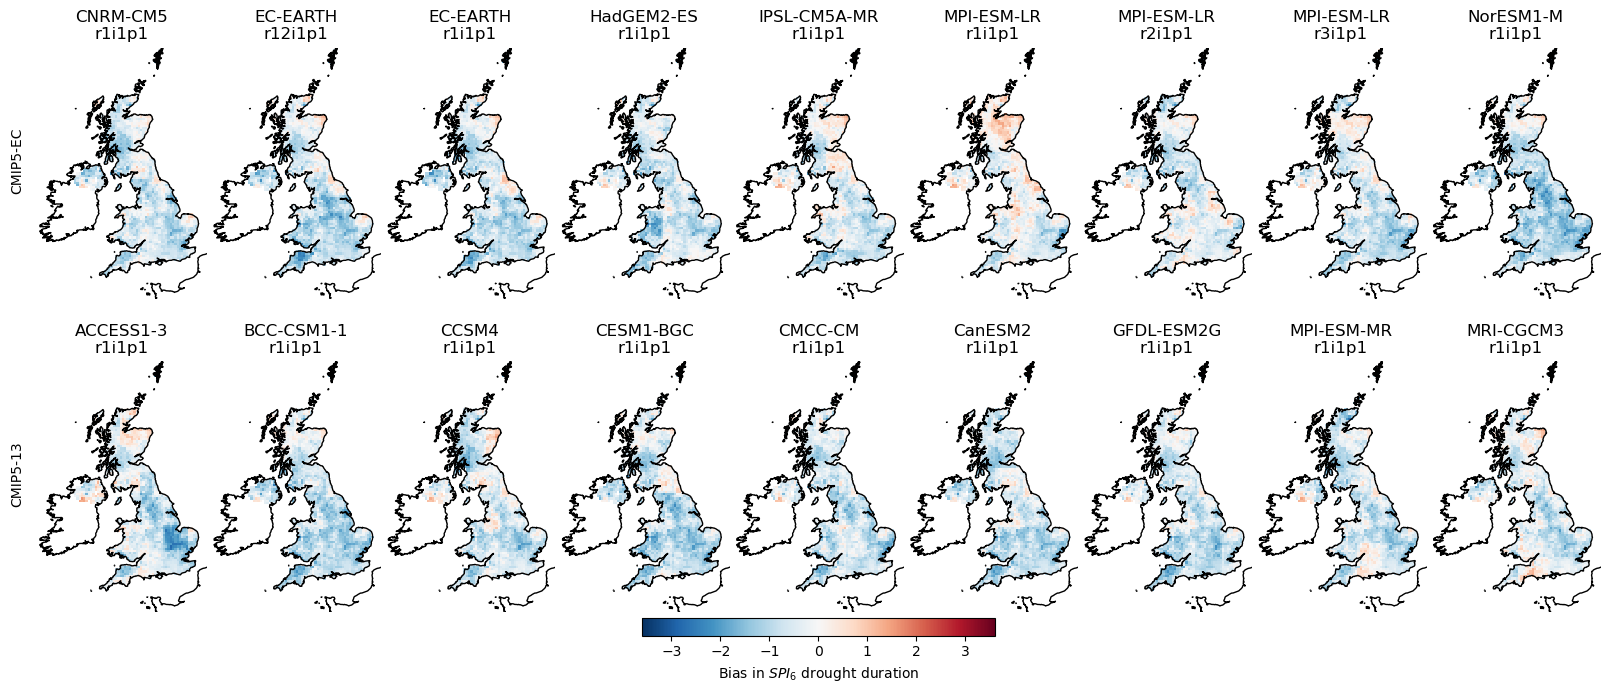 CNRM-CM5 EC-EARTH EC-EARTH HadGEM2-ES IPSL-CM5A-MR MPI-ESM-LR MPI-ESM-LR MPI-ESM-LR NorESM1-M
r1i1p1 r12i1p1 r1i1p1 r1i1p1 r1i1p1 r1i1p1 r2i1p1 r3i1p1 r1i1p1
CMIP5-EC
ACCESS1-3 BCC-CSM1-1 CCSM4 CESM1-BGC CMCC-CM CanESM2 GFDL-ESM2G MPI-ESM-MR MRI-CGCM3
r1i1p1 r1i1p1 r1i1p1 r1i1p1 r1i1p1 r1i1p1 r1i1p1 r1i1p1 r1i1p1
CMIP5-13
−3 −2 −1 0 1 2 3
Bias in SPI₆ drought duration